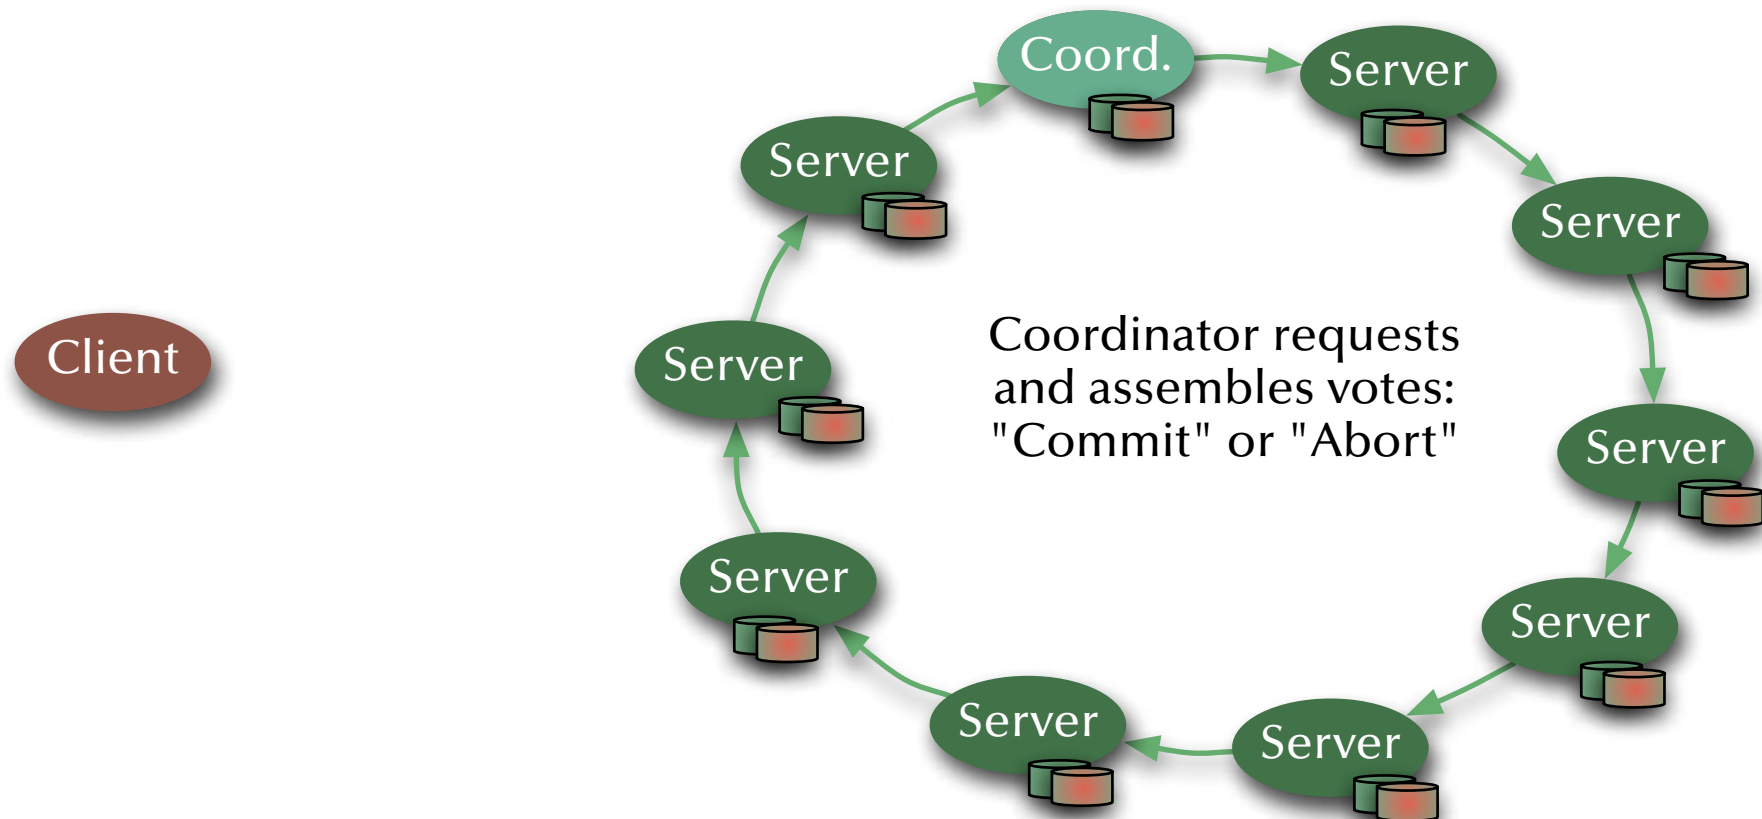 Coord.
Server
Server
Server
Server
Client
Server
Coordinator requests
and assembles votes:
"Commit" or "Abort"
Server
Server
Server
Server
Server